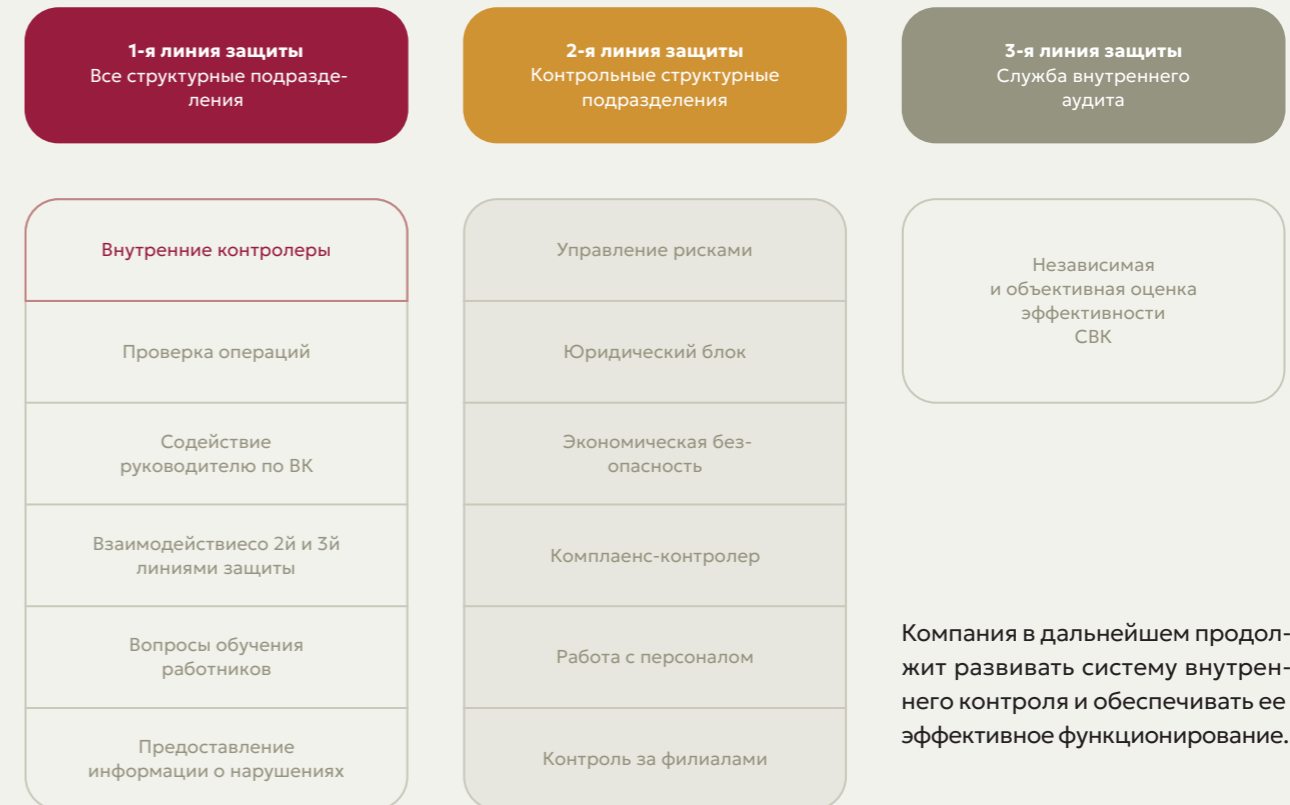 1-я линия защиты
Все структурные подразде-
ления
2-я линия защиты
Контрольные структурные
подразделения
3-я линия защиты
Служба внутреннего
аудита
Внутренние контролеры
Проверка операций
Содействие
руководителю по ВК
Взаимодействиесо 2й и 3й
линиями защиты
Вопросы обучения
работников
Предоставление
информации о нарушениях
Управление рисками
Юридический блок
Экономическая без-
опасность
Комплаенс-контролер
Работа с персоналом
Контроль за филиалами
Независимая
и объективная оценка
эффективности
СВК
Компания в дальнейшем продол-
жит развивать систему внутрен-
него контроля и обеспечивать ее
эффективное функционирование.